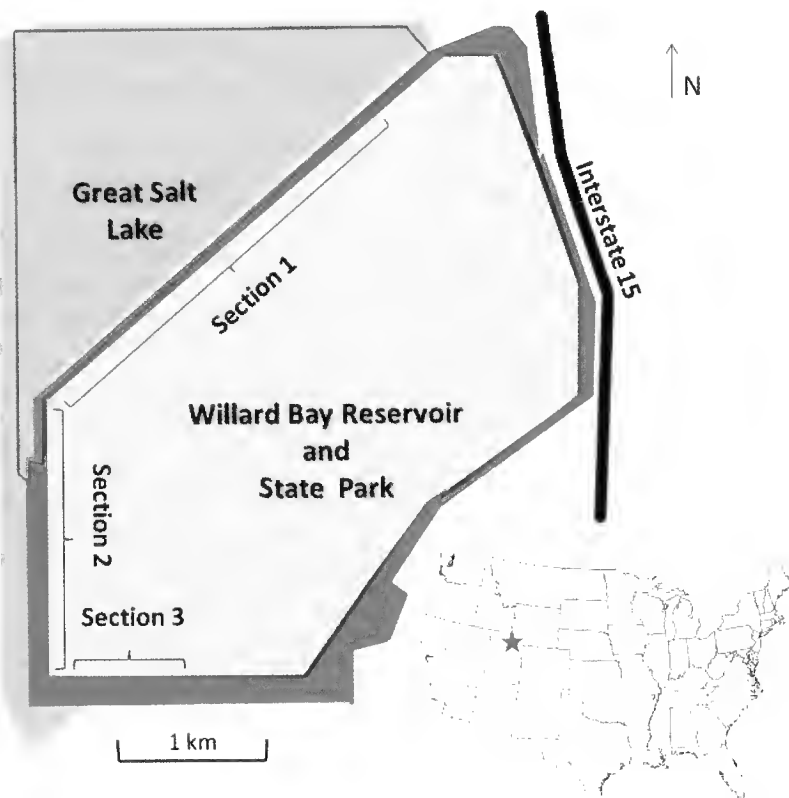 N
Great Salt
Lake
Interstate 15
Section 1
Willard Bay Reservoir
and
State Park
Section 2
Section 3
1 km